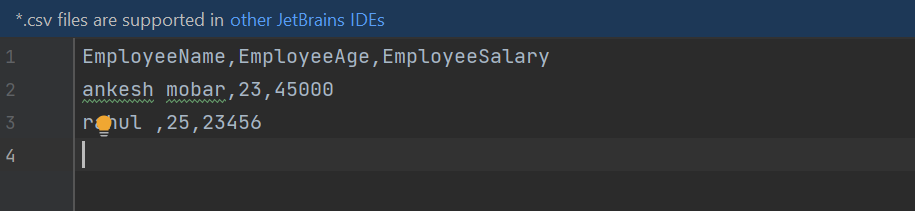 *.csv files are supported in other JetBrains IDEs
1 EmployeeName,EmployeeAge,EmployeeSalary
2 ankesh mobar,23,45000
3 rahul ,25,23456
4